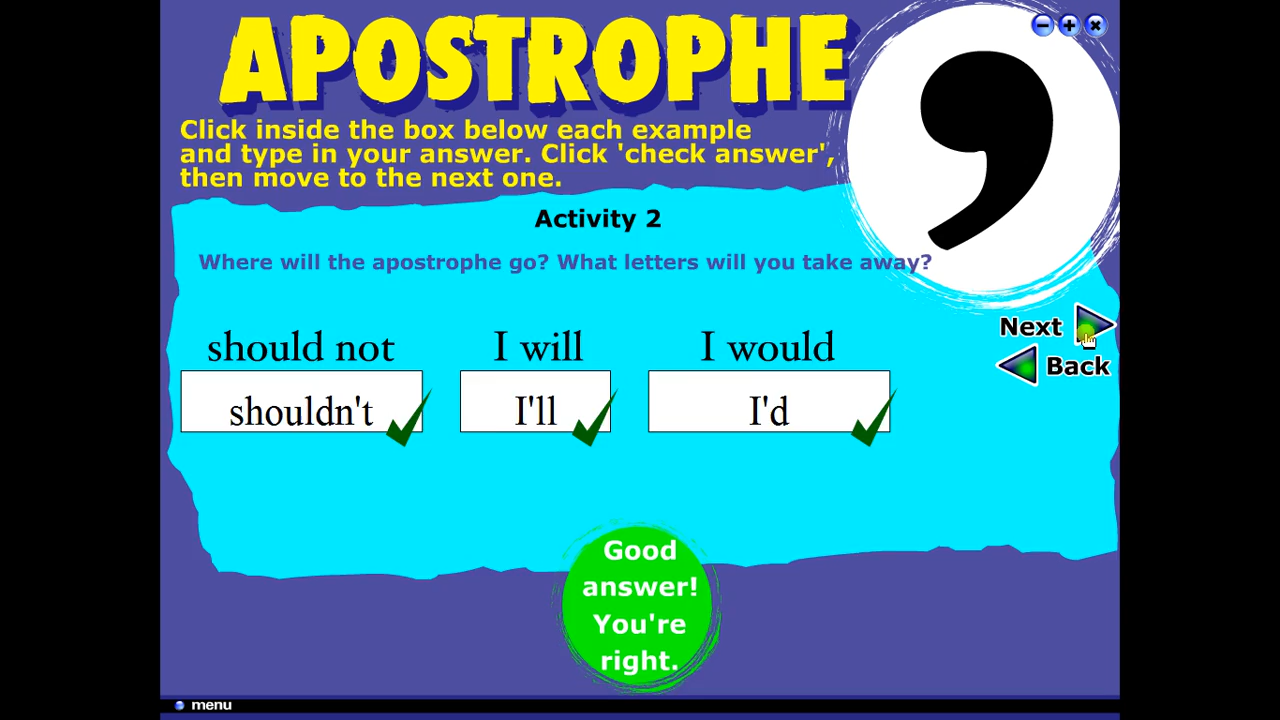 APOSTROPHE
Click inside the box below each example
and type in your answer. Click 'check answer',
then move to the next one.
Activity 2
Where will the apostrophe go? What letters will you take away?
Next
Back
should not I will I would
shouldn't I'll I'd
Good
answer!
You're
right.
menu